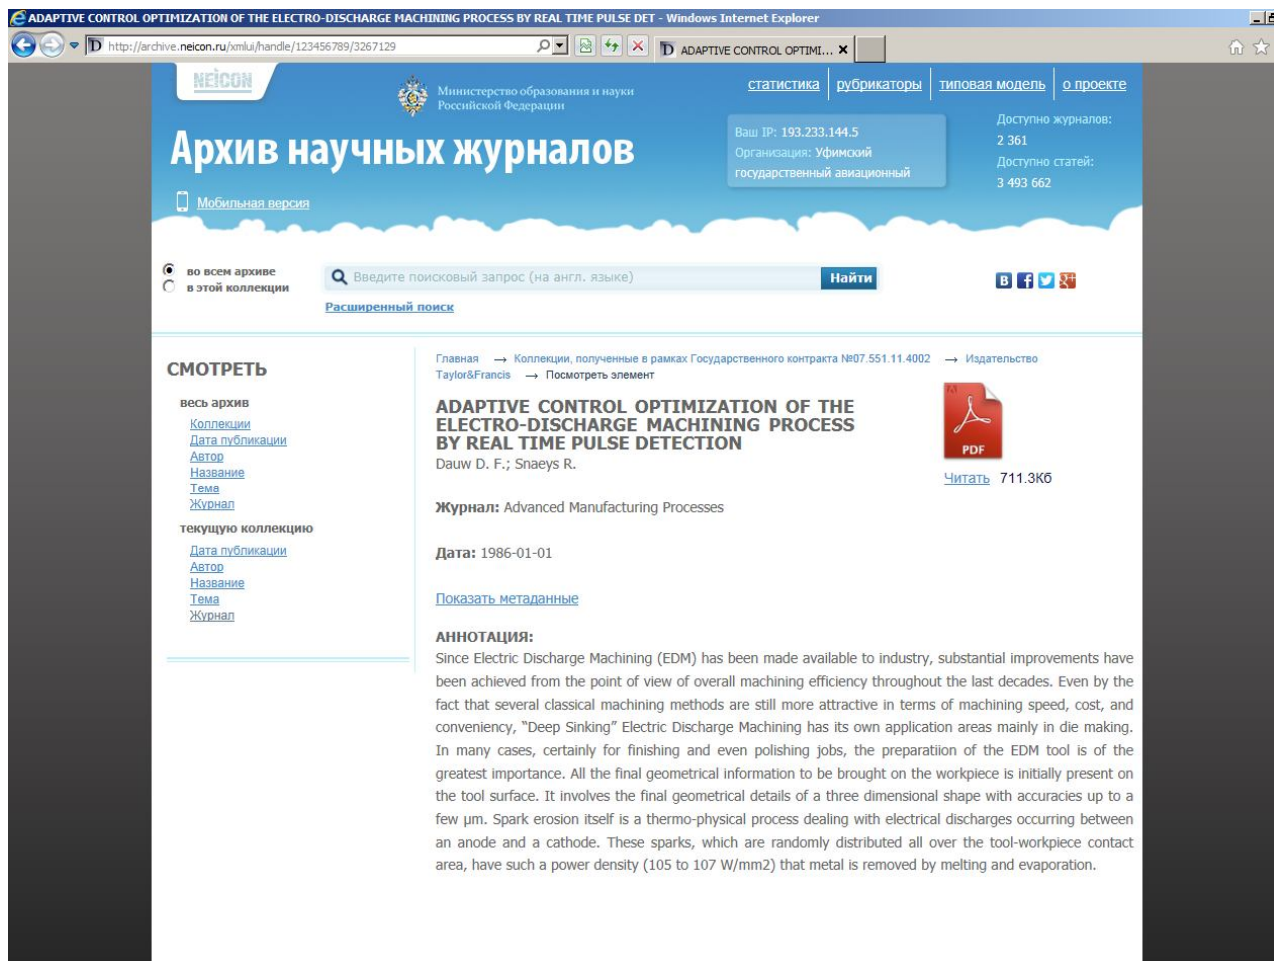 ADAPTIVE CONTROL OPTIMIZATION OF THE ELECTRO-DISCHARGE MACHINING PROCESS BY REAL TIME PULSE DET - Windows Internet Explorer
http://archive.neicon.ru/xmlui/handle/123456789/3267129
ADAPTIVE CONTROL OPTIMI...
NEICON
Министерство образования и науки
Российской Федерации
статистика
рубрикаторы
типовая модель
о проекте
Архив научных журналов
Ваш IP: 193.233.144.5
Организация: Уфимский
государственный авиационный
Доступно журналов:
2 361
Доступно статей:
3 493 662
Мобильная версия
во всем архиве
в этой коллекции
Введите поисковый запрос (на англ. языке)
Найти
Расширенный поиск
СМОТРЕТЬ
весь архив
Коллекции
Дата публикации
Автор
Название
Тема
Журнал
текущую коллекцию
Дата публикации
Автор
Название
Тема
Журнал
Главная → Коллекции, полученные в рамках Государственного контракта №07.551.11.4002 → Издательство
Taylor&Francis → Посмотреть элемент
ADAPTIVE CONTROL OPTIMIZATION OF THE
ELECTRO-DISCHARGE MACHINING PROCESS
BY REAL TIME PULSE DETECTION
Dauw D. F.; Snaeys R.
PDF
Читать 711.3Кб
Журнал: Advanced Manufacturing Processes
Дата: 1986-01-01
Показать метаданные
АННОТАЦИЯ:
Since Electric Discharge Machining (EDM) has been made available to industry, substantial improvements have
been achieved from the point of view of overall machining efficiency throughout the last decades. Even by the
fact that several classical machining methods are still more attractive in terms of machining speed, cost, and
conveniency, "Deep Sinking" Electric Discharge Machining has its own application areas mainly in die making.
In many cases, certainly for finishing and even polishing jobs, the preparatiion of the EDM tool is of the
greatest importance. All the final geometrical information to be brought on the workpiece is initially present on
the tool surface. It involves the final geometrical details of a three dimensional shape with accuracies up to a
few µm. Spark erosion itself is a thermo-physical process dealing with electrical discharges occurring between
an anode and a cathode. These sparks, which are randomly distributed all over the tool-workpiece contact
area, have such a power density (105 to 107 W/mm2) that metal is removed by melting and evaporation.